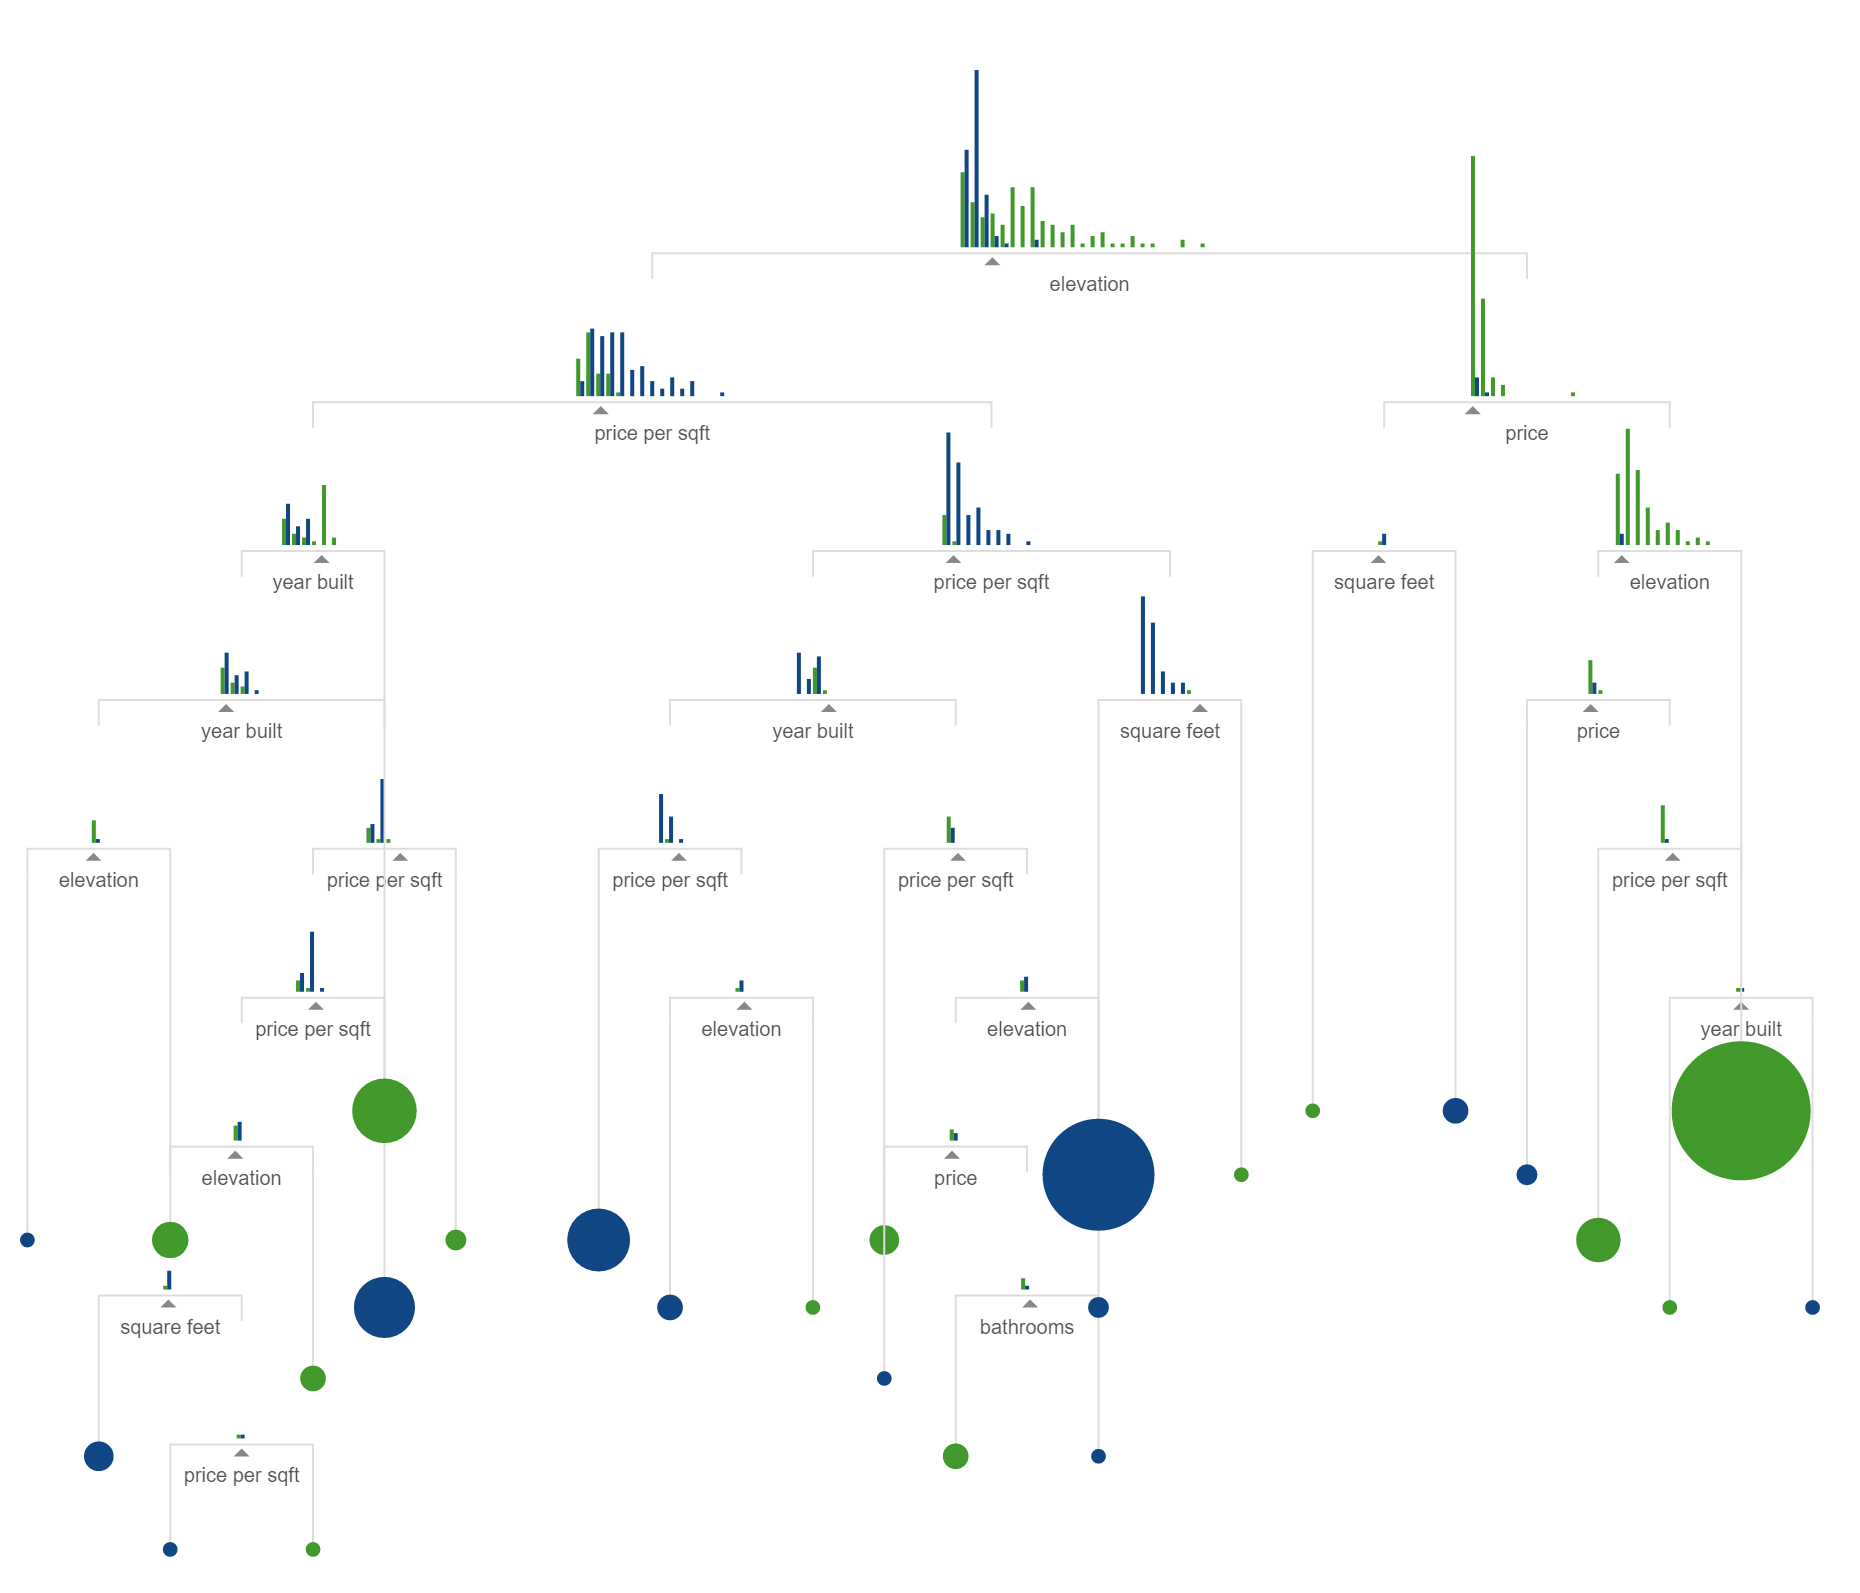 elevation
price per sqft
price
year built
price per sqft
square feet
elevation
year built
year built
square feet
price
elevation
price per sqft
price per sqft
price per sqft
price per sqft
price per sqft
elevation
elevation
year built
elevation
price
square feet
bathrooms
price per sqft